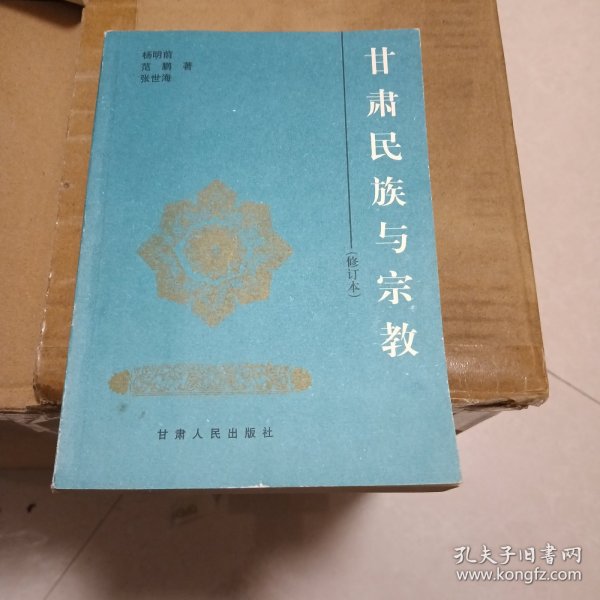 杨明前
范鹏 著
张世海
甘肃民族与宗教
(修订本)
甘肃人民出版社
孔夫子旧书网
www.kongfz.com